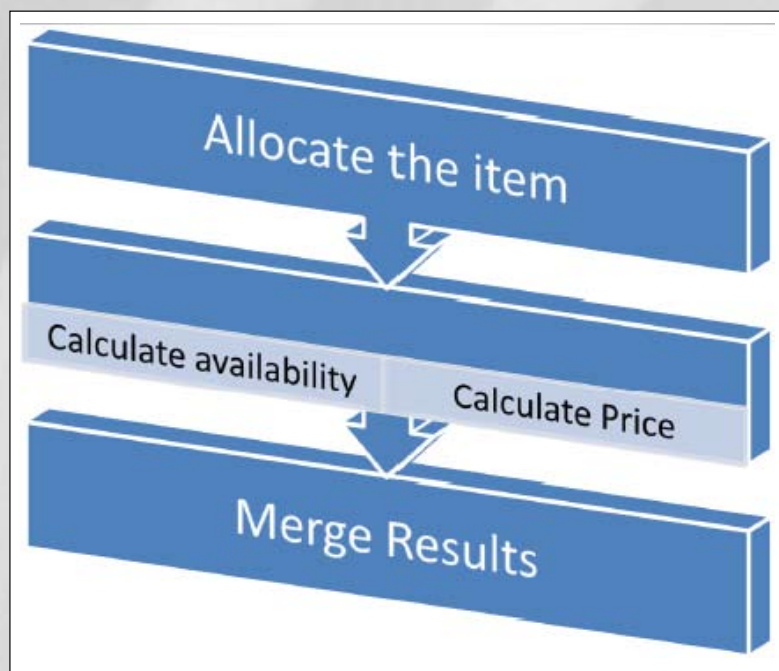 Allocate the item
Calculate availability
Calculate Price
Merge Results